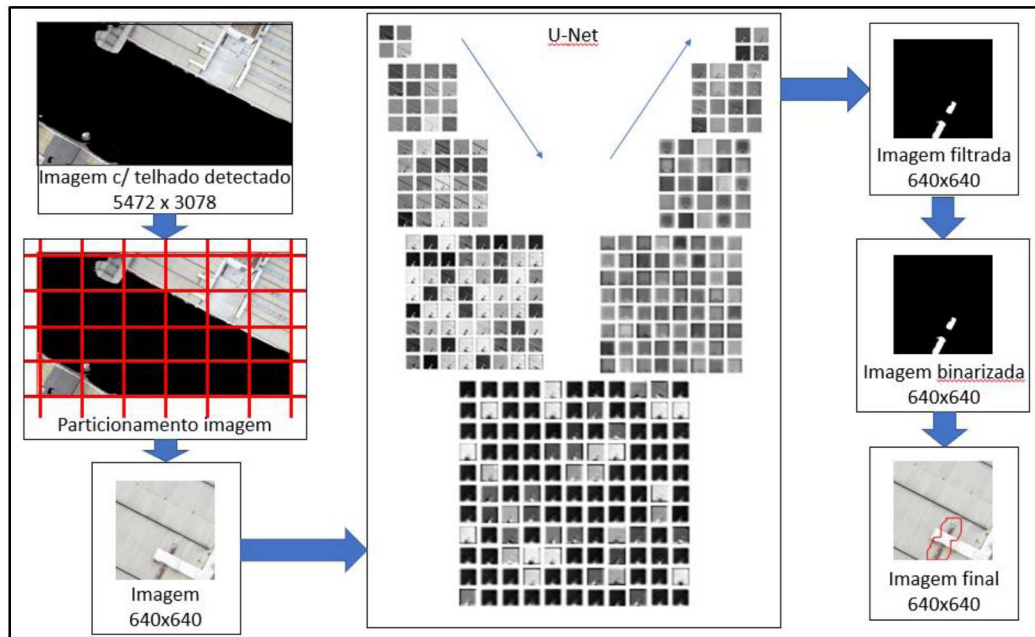 Imagem c/ telhado detectado
5472 x 3078
Particionamento imagem
Imagem
640x640
U-Net
Imagem filtrada
640x640
Imagem binarizada
640x640
Imagem final
640x640